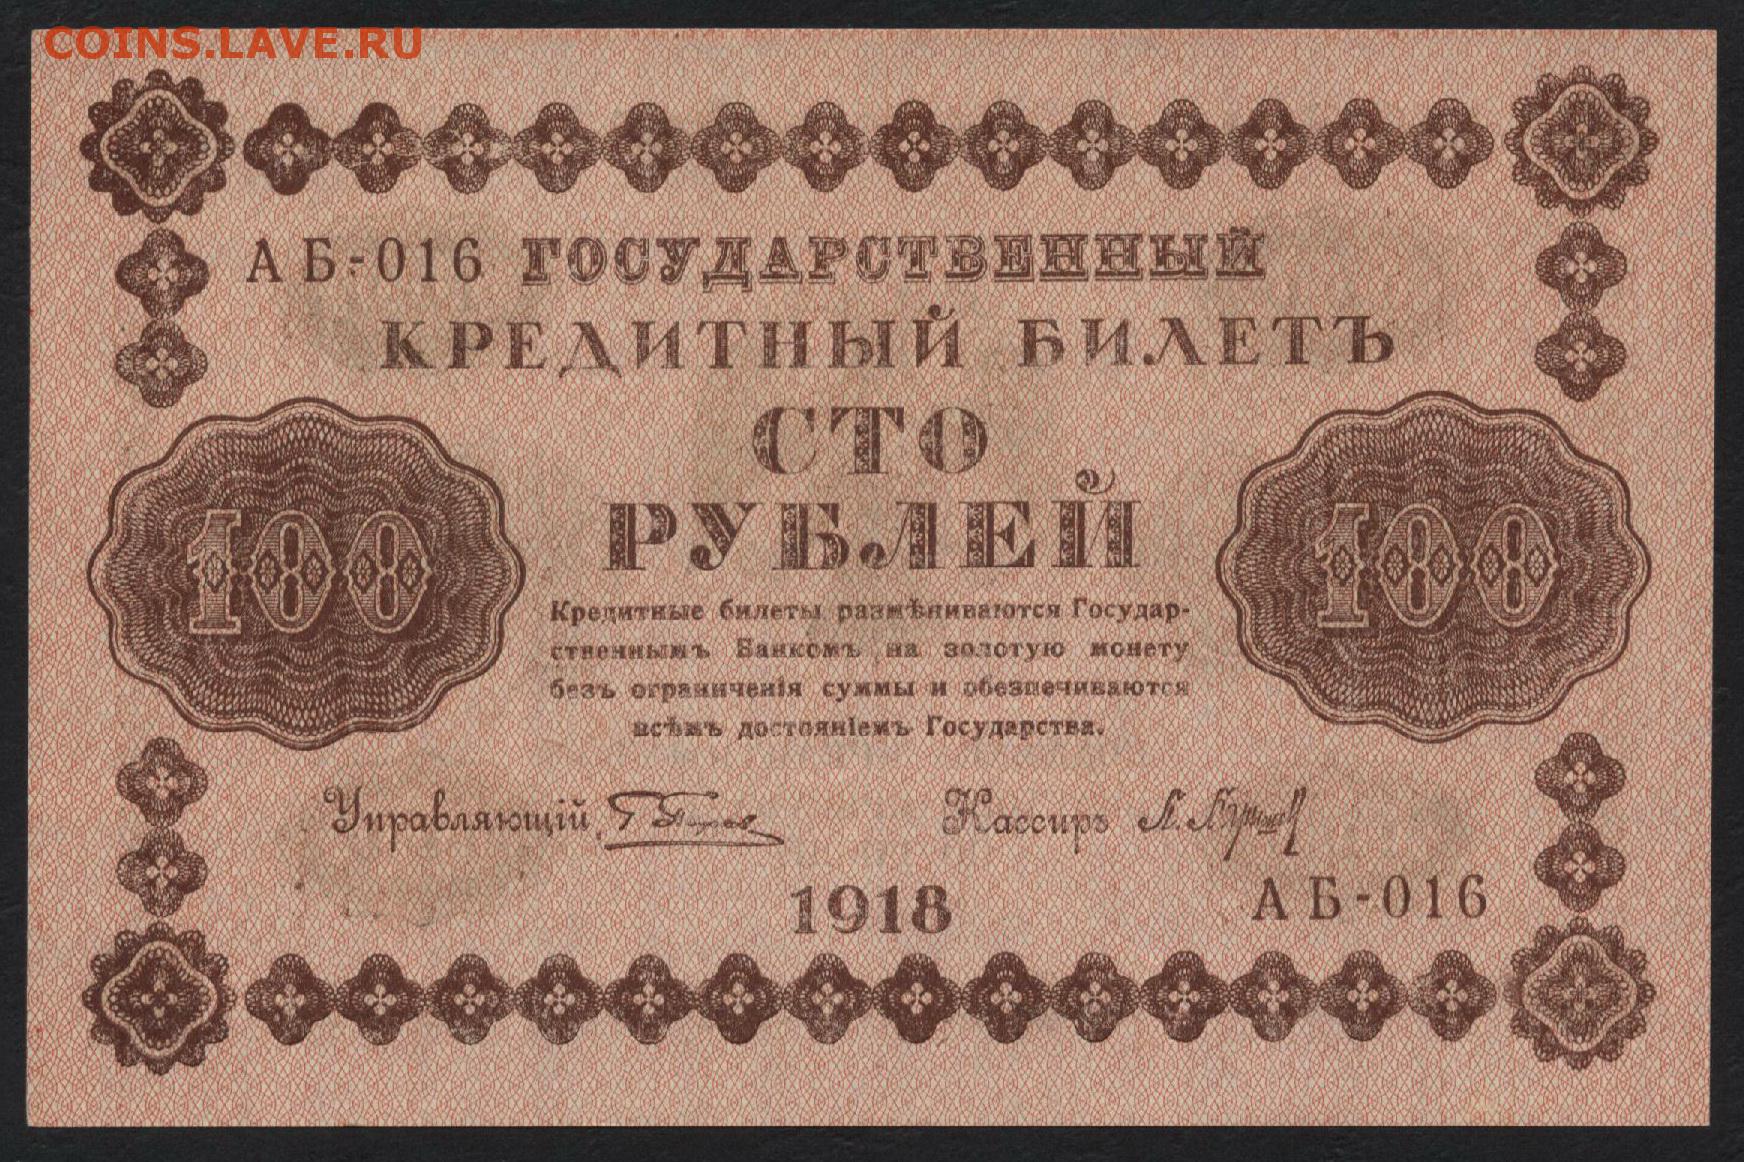 COINS.LAVE.RU
АБ-016 ГОСУДАРСТВЕННЫЙ
КРЕДИТНЫЙ БИЛЕТЪ
СТО
РУБЛЕЙ
100
100
Кредитные билеты размѣниваются Государ-
ственнымъ Банкомъ на золотую монету
безъ ограниченія суммы и обезпечиваются
всѣмъ достояніемъ Государства.
Управляющій
Кассиръ
1918
АБ-016